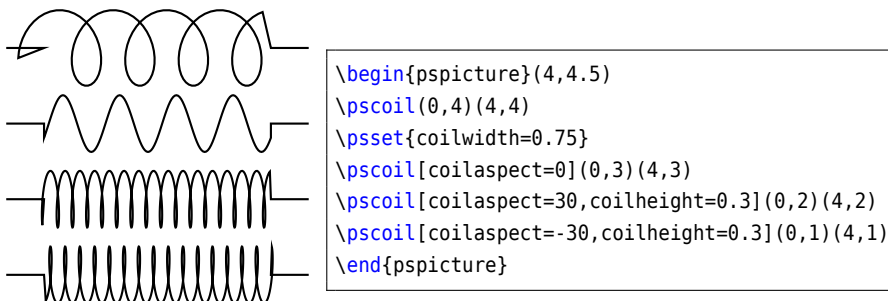 \begin{pspicture}(4,4.5)
\pscoil(0,4)(4,4)
\psset{coilwidth=0.75}
\pscoil[coilaspect=0](0,3)(4,3)
\pscoil[coilaspect=30,coilheight=0.3](0,2)(4,2)
\pscoil[coilaspect=-30,coilheight=0.3](0,1)(4,1)
\end{pspicture}